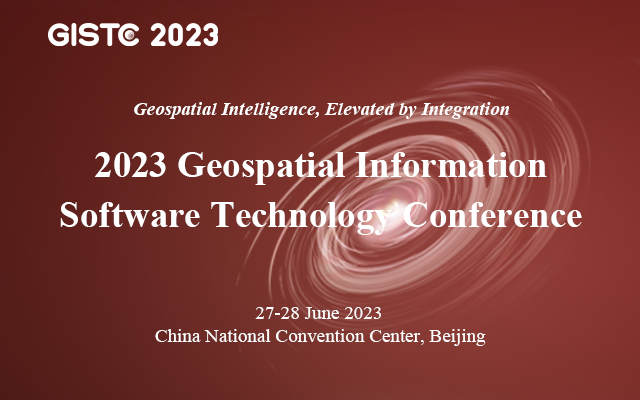 GISTC 2023
Geospatial Intelligence, Elevated by Integration
2023 Geospatial Information
Software Technology Conference
27-28 June 2023
China National Convention Center, Beijing